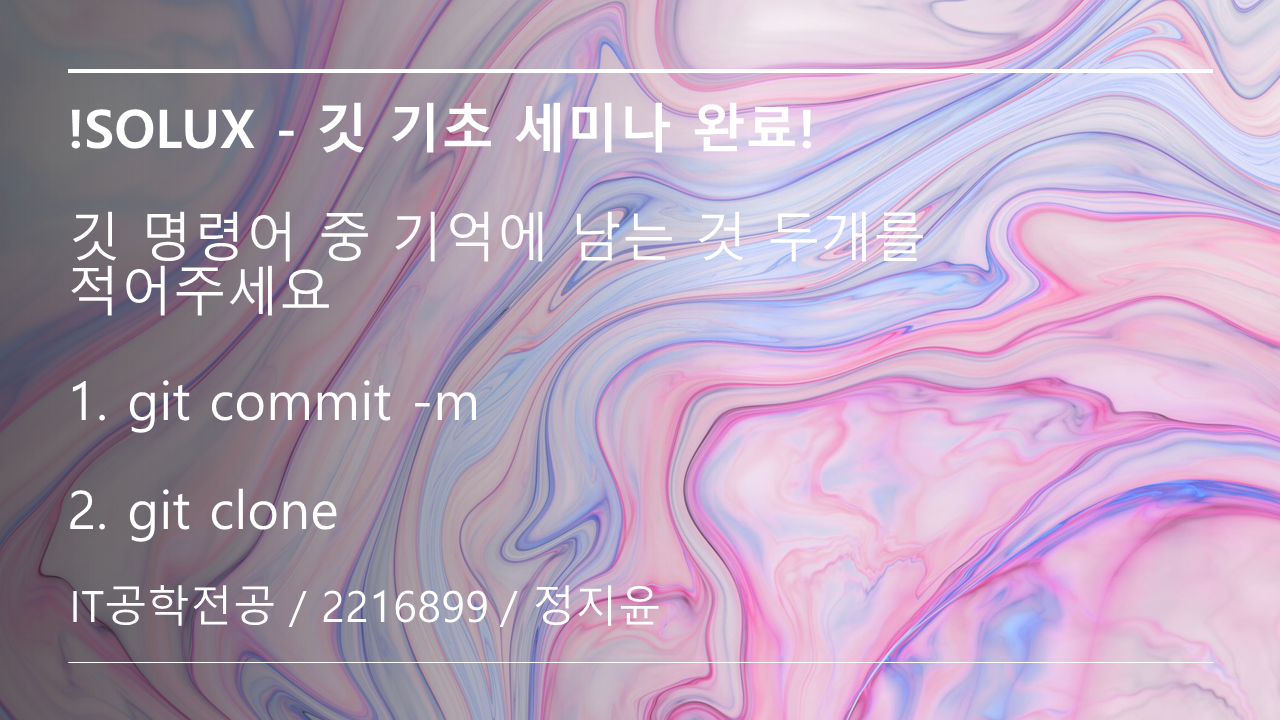 !SOLUX - 깃 기초 세미나 완료!
깃 명령어 중 기억에 남는 것 두개를
적어주세요
1. git commit -m
2. git clone
IT공학전공 / 2216899 / 정지윤